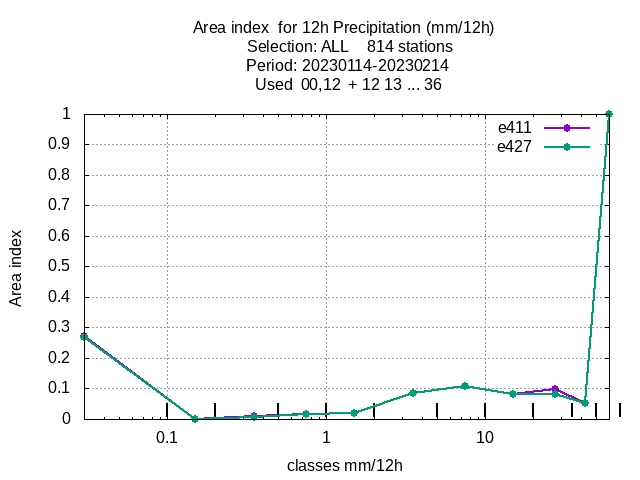 Area index  for 12h Precipitation (mm/12h)
Selection: ALL    814 stations
Period: 20230114-20230214
Used  00,12  + 12 13 ... 36
e411
e427
1
0.9
0.8
0.7
0.6
0.5
0.4
0.3
0.2
0.1
0
Area index
0.1 1 10
classes mm/12h